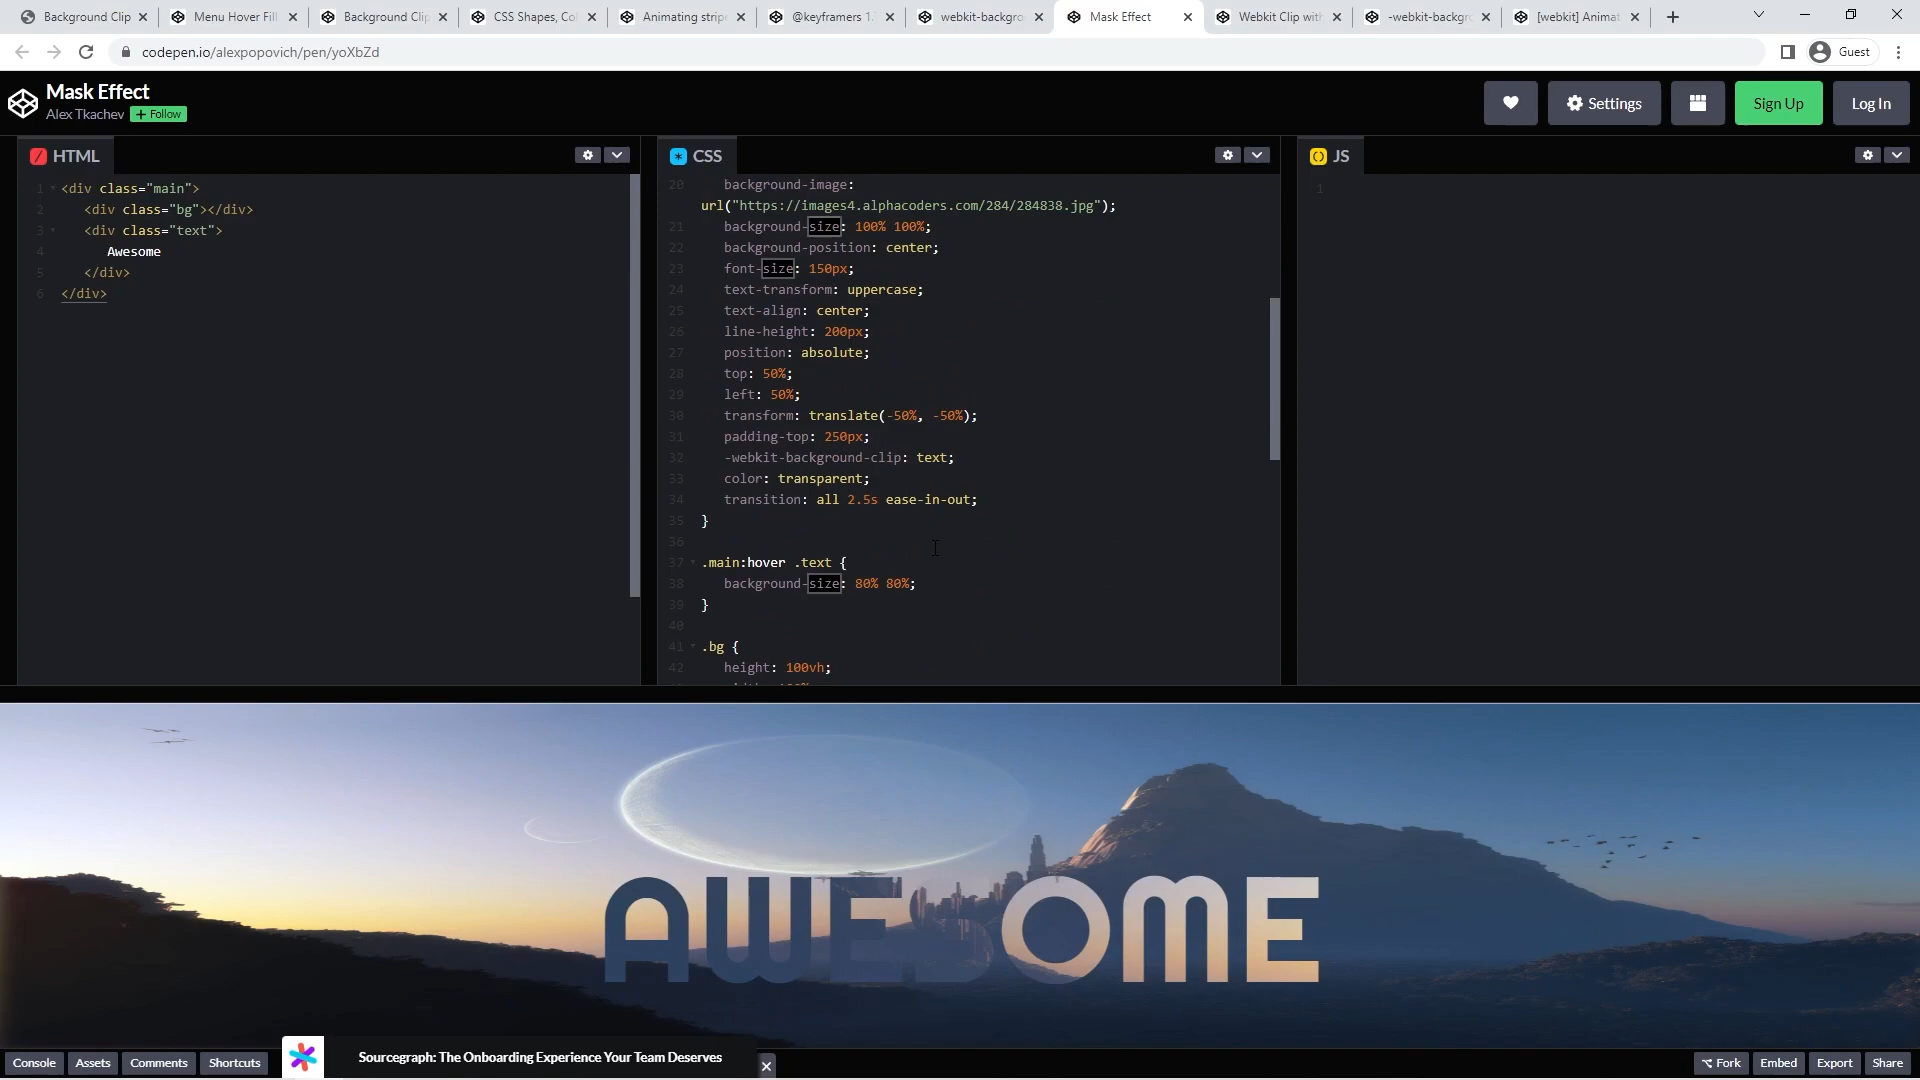 Background Clip
Menu Hover Fill
Background Clip
CSS Shapes, Col
Animating stripe
@keyframers 1.
webkit-backgrou
Mask Effect
Webkit Clip with
-webkit-backgro
[webkit] Animat
codepen.io/alexpopovich/pen/yoXbZd
Guest
Mask Effect
Alex Tkachev
+ Follow
Settings
Sign Up
Log In
HTML
1 <div class="main">
2 <div class="bg"></div>
3 <div class="text">
4 Awesome
5 </div>
6 </div>
CSS
20 background-image:
url("https://images4.alphacoders.com/284/284838.jpg");
21 background-size: 100% 100%;
22 background-position: center;
23 font-size: 150px;
24 text-transform: uppercase;
25 text-align: center;
26 line-height: 200px;
27 position: absolute;
28 top: 50%;
29 left: 50%;
30 transform: translate(-50%, -50%);
31 padding-top: 250px;
32 -webkit-background-clip: text;
33 color: transparent;
34 transition: all 2.5s ease-in-out;
35 }
36
37 .main:hover .text {
38 background-size: 80% 80%;
39 }
40
41 .bg {
42 height: 100vh;
JS
1
AWESOME
Console
Assets
Comments
Shortcuts
Sourcegraph: The Onboarding Experience Your Team Deserves
Fork
Embed
Export
Share